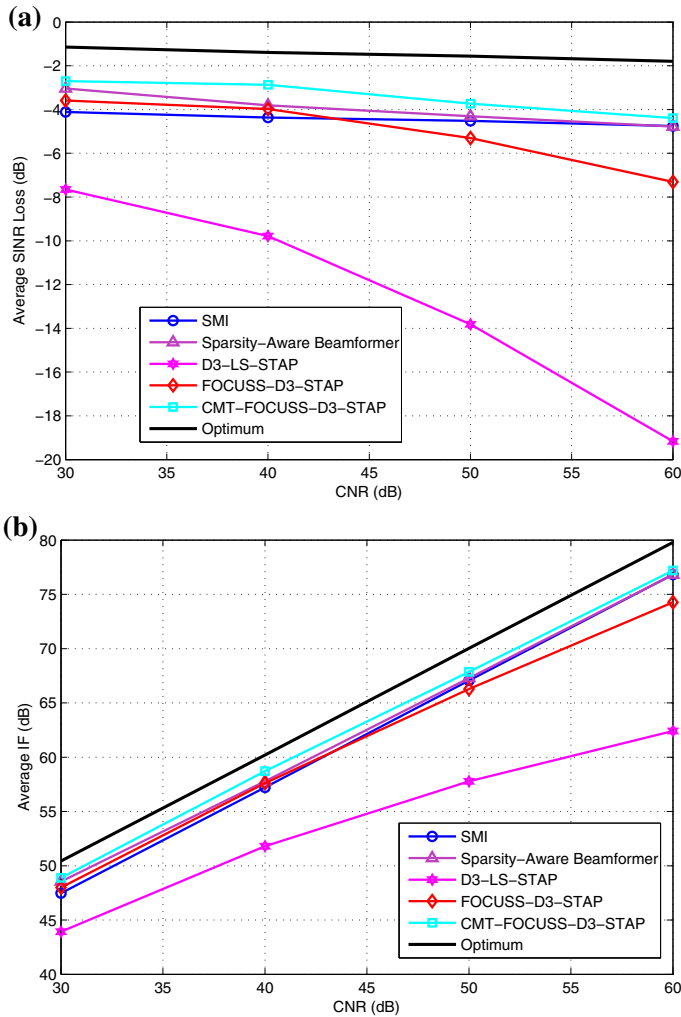 (a)
0
−2
−4
−6
−8
−10
−12
−14
−16
−18
−20
Average SINR Loss (dB)
SMI
Sparsity−Aware Beamformer
D3−LS−STAP
FOCUSS−D3−STAP
CMT−FOCUSS−D3−STAP
Optimum
30 35 40 45 50 55 60
CNR (dB)
(b)
80
75
70
65
60
55
50
45
40
Average IF (dB)
SMI
Sparsity−Aware Beamformer
D3−LS−STAP
FOCUSS−D3−STAP
CMT−FOCUSS−D3−STAP
Optimum
30 35 40 45 50 55 60
CNR (dB)